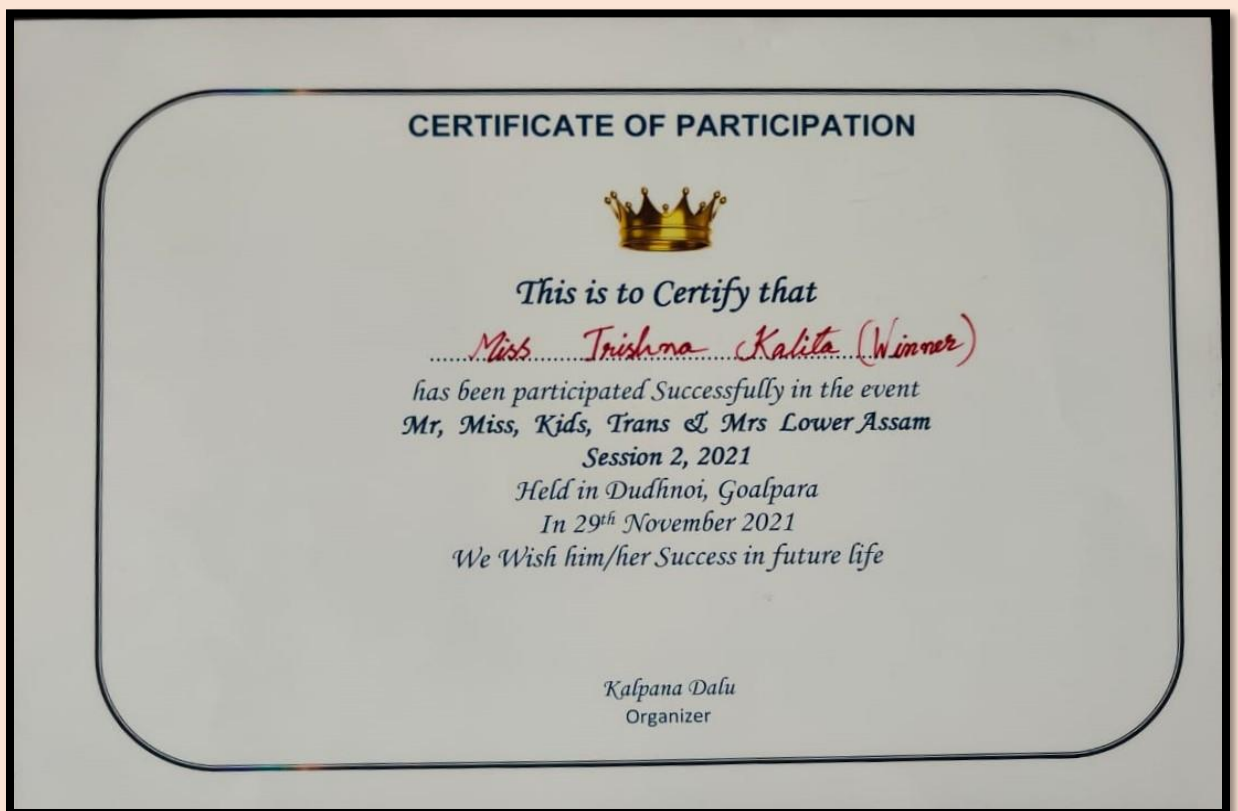 CERTIFICATE OF PARTICIPATION
This is to Certify that
Miss Trishna Kalita (Winner)
has been participated Successfully in the event
Mr, Miss, Kids, Trans & Mrs Lower Assam
Session 2, 2021
Held in Dudhnoi, Goalpara
In 29th November 2021
We Wish him/her Success in future life
Kalpana Dalu
Organizer